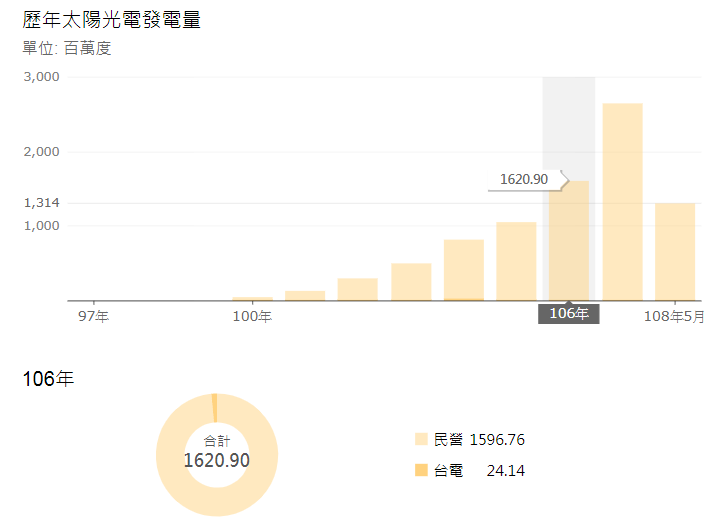 歷年太陽光電發電量
單位: 百萬度
3,000
2,000
1620.90
1,314
1,000
97年 100年 106年 108年5月
106年
合計
1620.90
民營 1596.76
台電 24.14